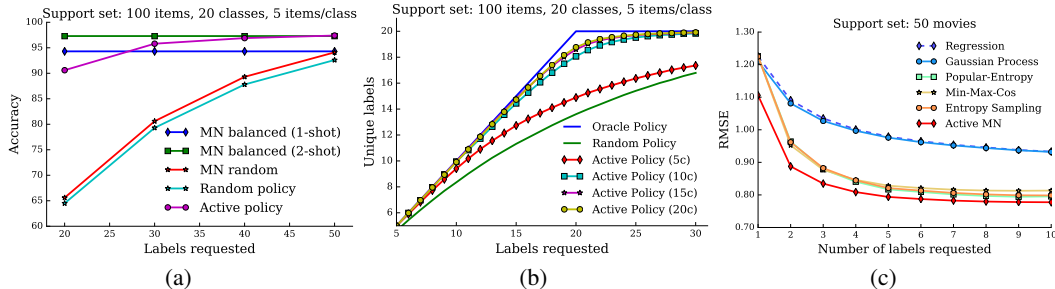 Support set: 100 items, 20 classes, 5 items/class
100
95
90
85
80
75
70
65
60
Accuracy
MN balanced (1-shot)
MN balanced (2-shot)
MN random
Random policy
Active policy
20 25 30 35 40 45 50
Labels requested
(a)
Support set: 100 items, 20 classes, 5 items/class
20
18
16
14
12
10
8
6
Unique labels
Oracle Policy
Random Policy
Active Policy (5c)
Active Policy (10c)
Active Policy (15c)
Active Policy (20c)
5 10 15 20 25 30
Labels requested
(b)
Support set: 50 movies
1.30
1.20
1.10
1.00
0.90
0.80
0.70
RMSE
Regression
Gaussian Process
Popular-Entropy
Min-Max-Cos
Entropy Sampling
Active MN
1 2 3 4 5 6 7 8 9 10
Number of labels requested
(c)